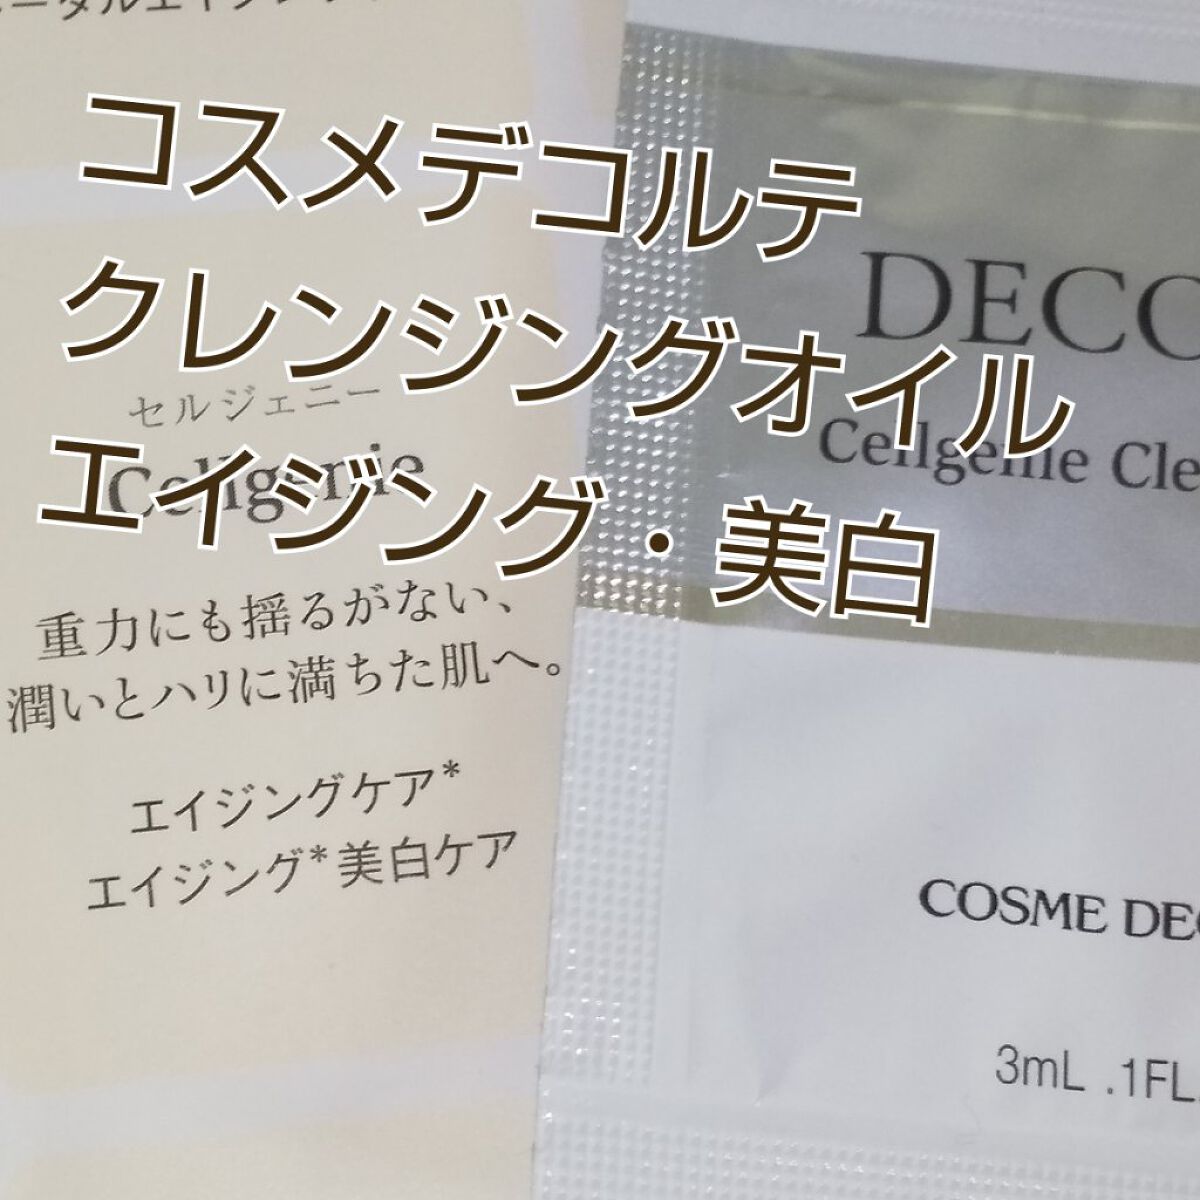 コスメデコルテ
クレンジングオイル
エイジング・美白
セルジェニー
Cellgenie
重力にも揺るがない、
潤いとハリに満ちた肌へ。
エイジングケア*
エイジング*美白ケア
DECO
Cellgenie Cle
COSME DEC
3mL .1FL.